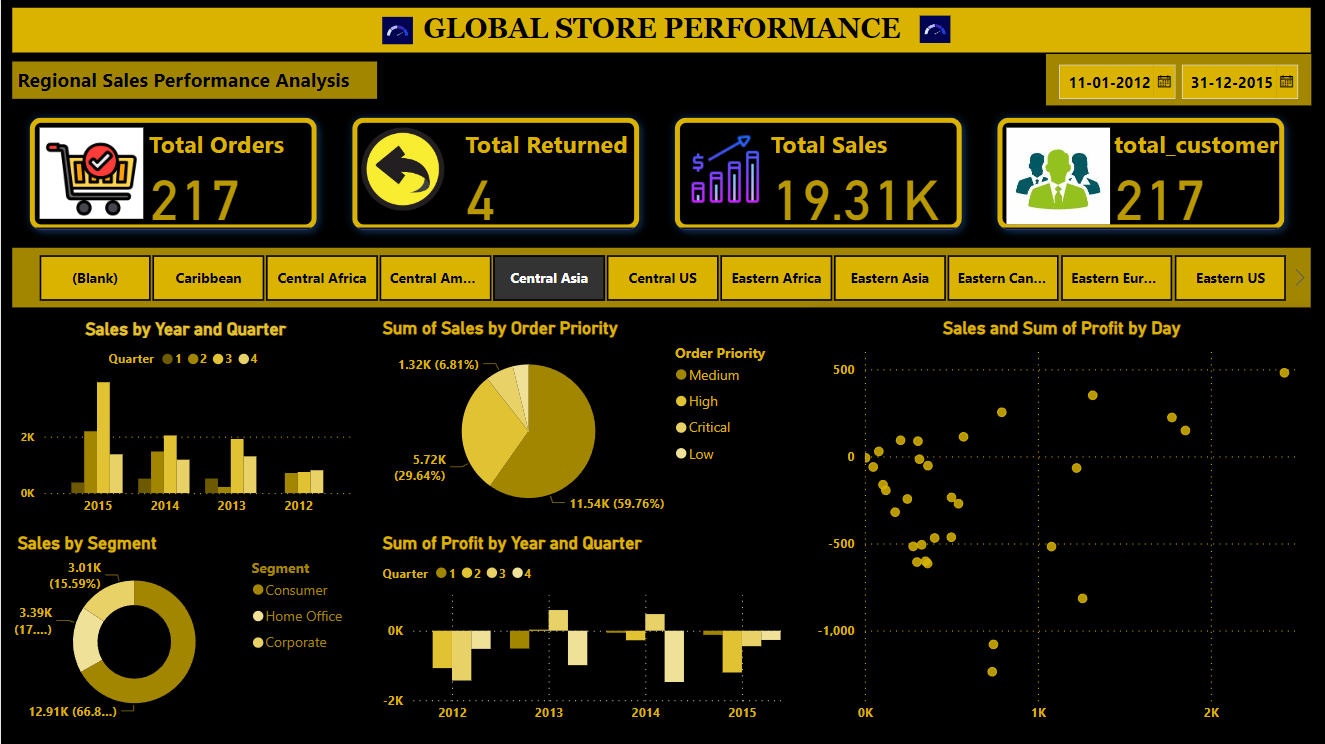 GLOBAL STORE PERFORMANCE
Regional Sales Performance Analysis
11-01-2012
31-12-2015
Total Orders
217
Total Returned
4
Total Sales
19.31K
total_customer
217
(Blank)
Caribbean
Central Africa
Central Am...
Central Asia
Central US
Eastern Africa
Eastern Asia
Eastern Can...
Eastern Eur...
Eastern US
Sales by Year and Quarter
Quarter 1 2 3 4
2K
0K
2015 2014 2013 2012
Sum of Sales by Order Priority
1.32K (6.81%)
5.72K
(29.64%)
11.54K (59.76%)
Order Priority
Medium
High
Critical
Low
Sales and Sum of Profit by Day
500
0
-500
-1,000
0K 1K 2K
Sales by Segment
3.01K
(15.59%)
3.39K
(17....)
12.91K (66.8...)
Segment
Consumer
Home Office
Corporate
Sum of Profit by Year and Quarter
Quarter 1 2 3 4
0K
-2K
2012 2013 2014 2015